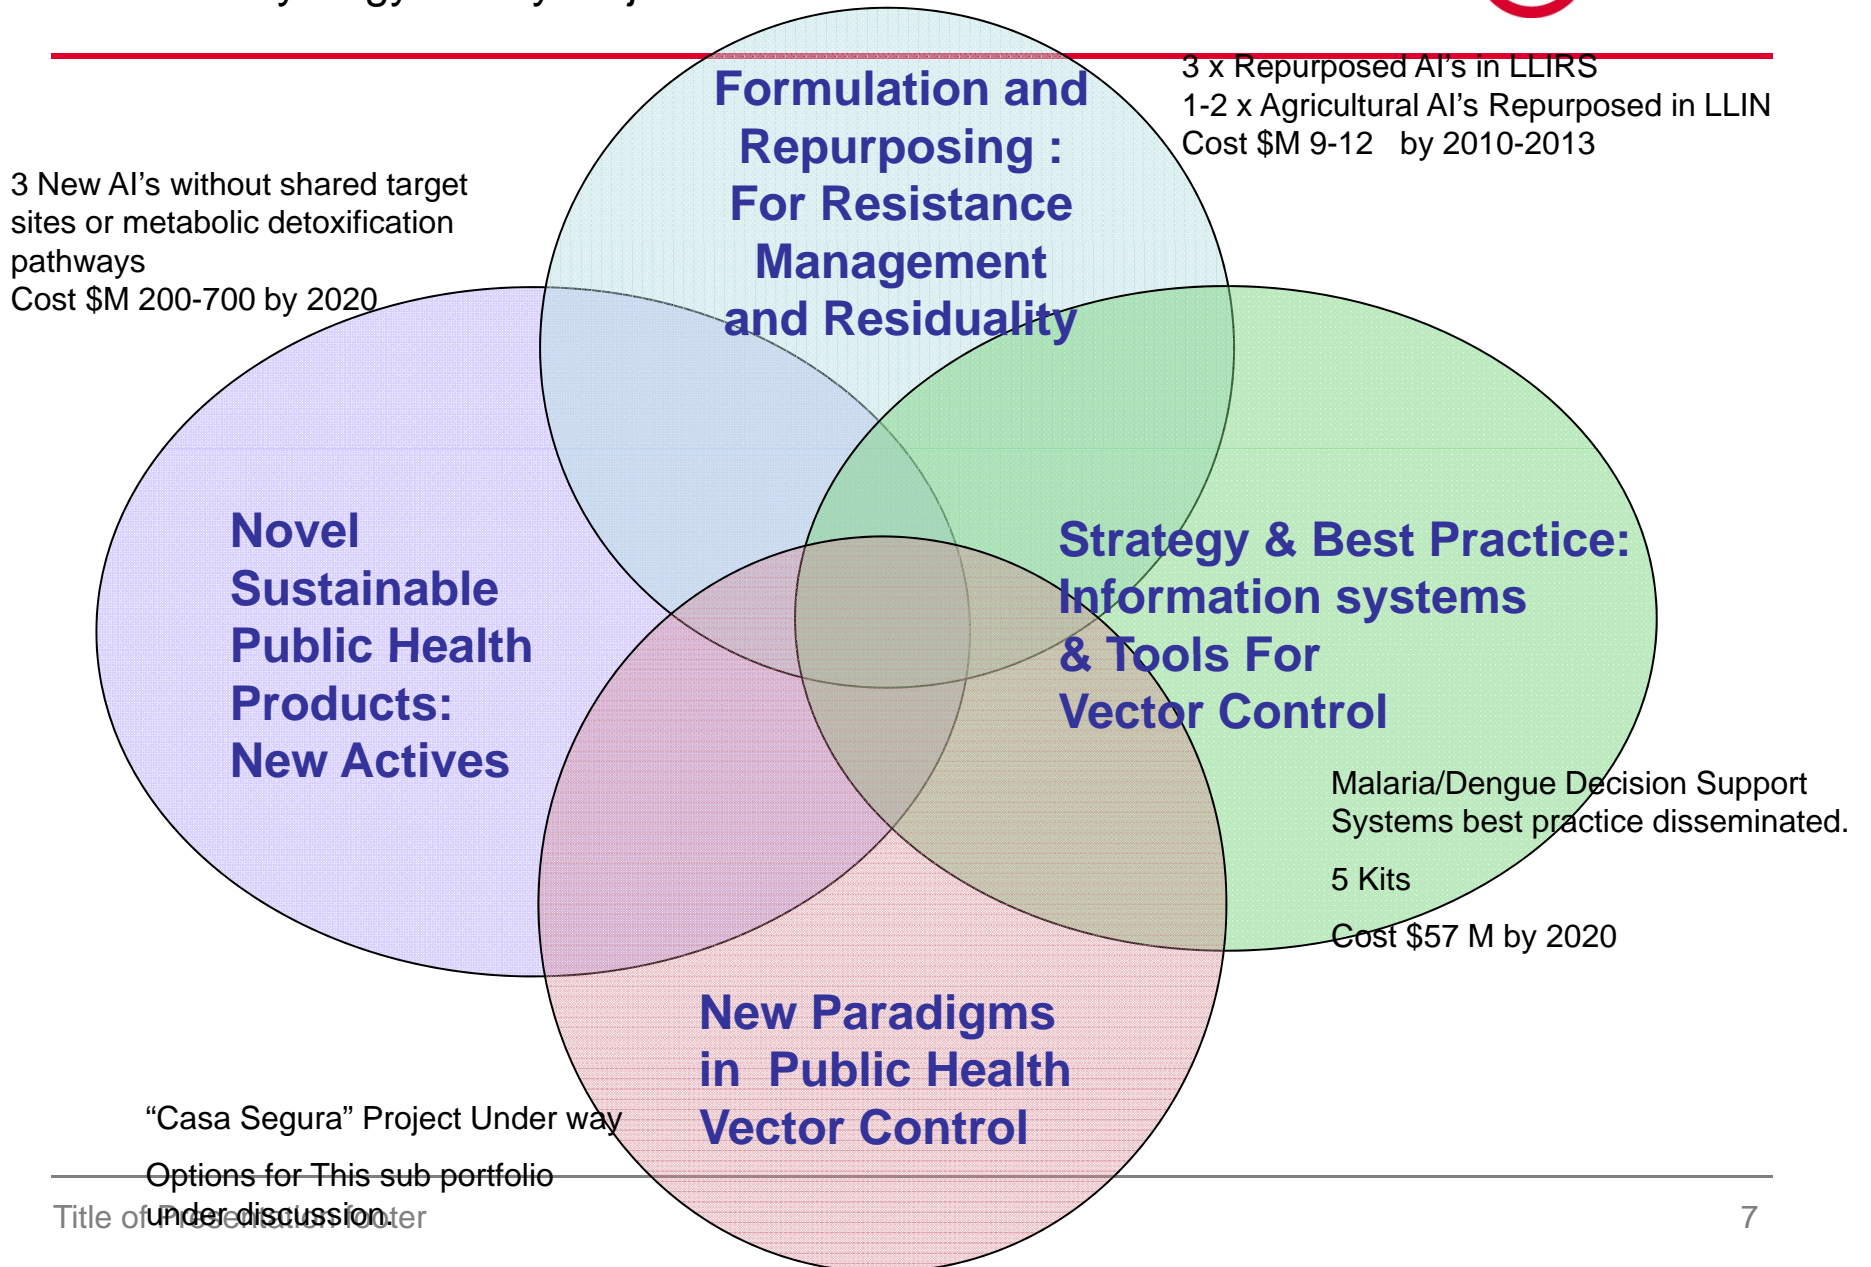 Formulation and
Repurposing :
For Resistance
Management
and Residuality
3 x Repurposed AI's in LLIRS
1-2 x Agricultural AI's Repurposed in LLIN
Cost $M 9-12 by 2010-2013
3 New AI's without shared target
sites or metabolic detoxification
pathways
Cost $M 200-700 by 2020
Novel
Sustainable
Public Health
Products:
New Actives
Strategy & Best Practice:
Information systems
& Tools For
Vector Control
Malaria/Dengue Decision Support
Systems best practice disseminated.
5 Kits
Cost $57 M by 2020
New Paradigms
in Public Health
Vector Control
“Casa Segura” Project Under way
Options for This sub portfolio
under discussion.
Title of Presentation footer
7